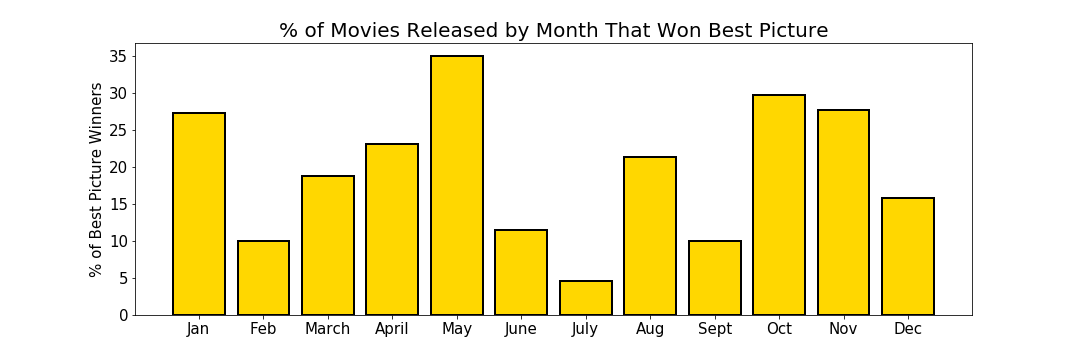 % of Movies Released by Month That Won Best Picture
% of Best Picture Winners
35
30
25
20
15
10
5
0
Jan Feb March April May June July Aug Sept Oct Nov Dec